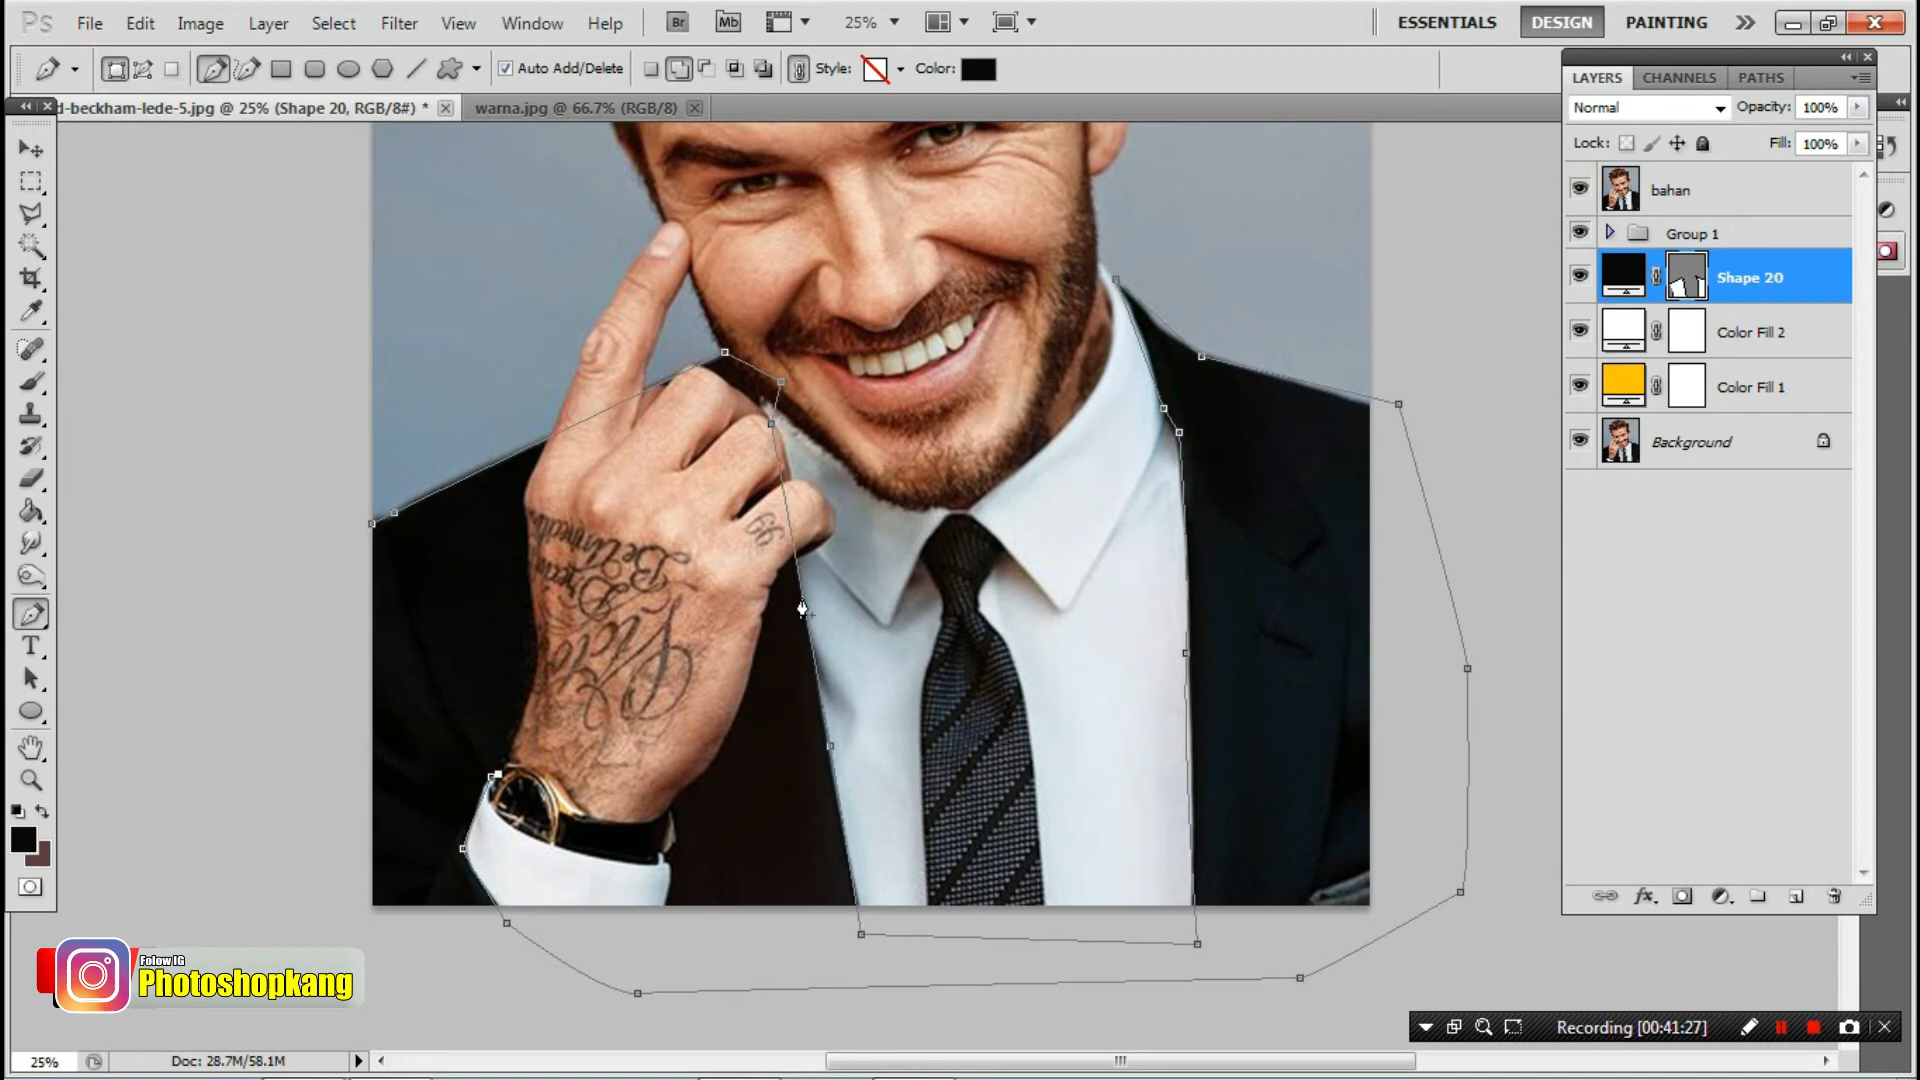 Ps File Edit Image Layer Select Filter View Window Help Br Mb 25% ESSENTIALS DESIGN PAINTING
Auto Add/Delete Style: Color:
d-beckham-lede-5.jpg @ 25% (Shape 20, RGB/8#) * warna.jpg @ 66.7% (RGB/8)
LAYERS CHANNELS PATHS
Normal Opacity: 100%
Lock: Fill: 100%
bahan
Group 1
Shape 20
Color Fill 2
Color Fill 1
Background
Folow IG
Photoshopkang
Recording [00:41:27]
25% Doc: 28.7M/58.1M